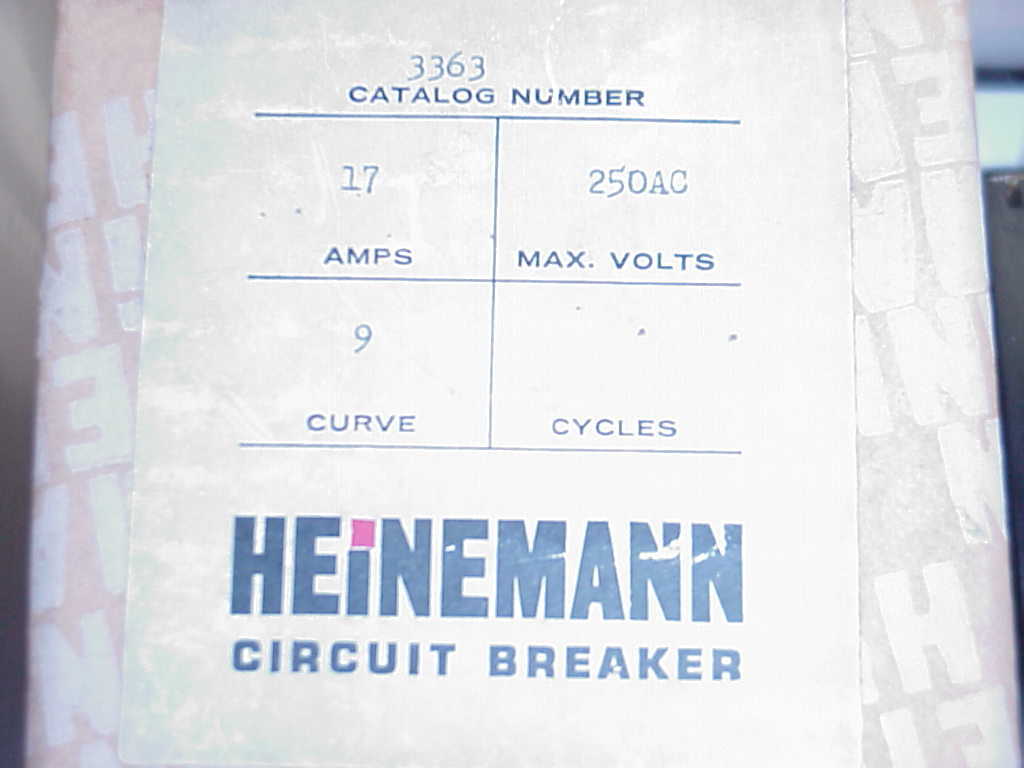 3363
CATALOG NUMBER
17 250AC
AMPS MAX. VOLTS
9
CURVE CYCLES
HEiNEMANN
CIRCUIT BREAKER